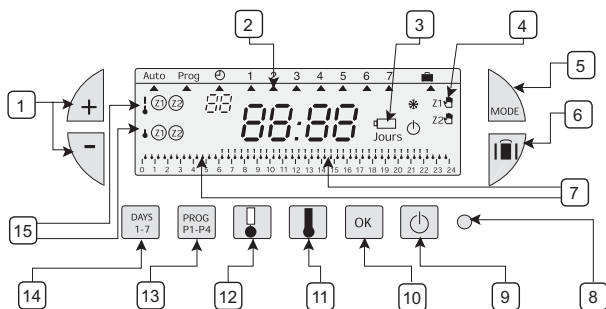 2
3
4
Auto Prog 1 2 3 4 5 6 7
5
MODE
1
+
-
Z1 Z2
88
88:88
Jours
Z1
Z2
Z1 Z2
6
0 1 2 3 4 5 6 7 8 9 10 11 12 13 14 15 16 17 18 19 20 21 22 23 24
7
15
DAYS
1-7
PROG
P1-P4
OK
14
13
12
11
10
9
8